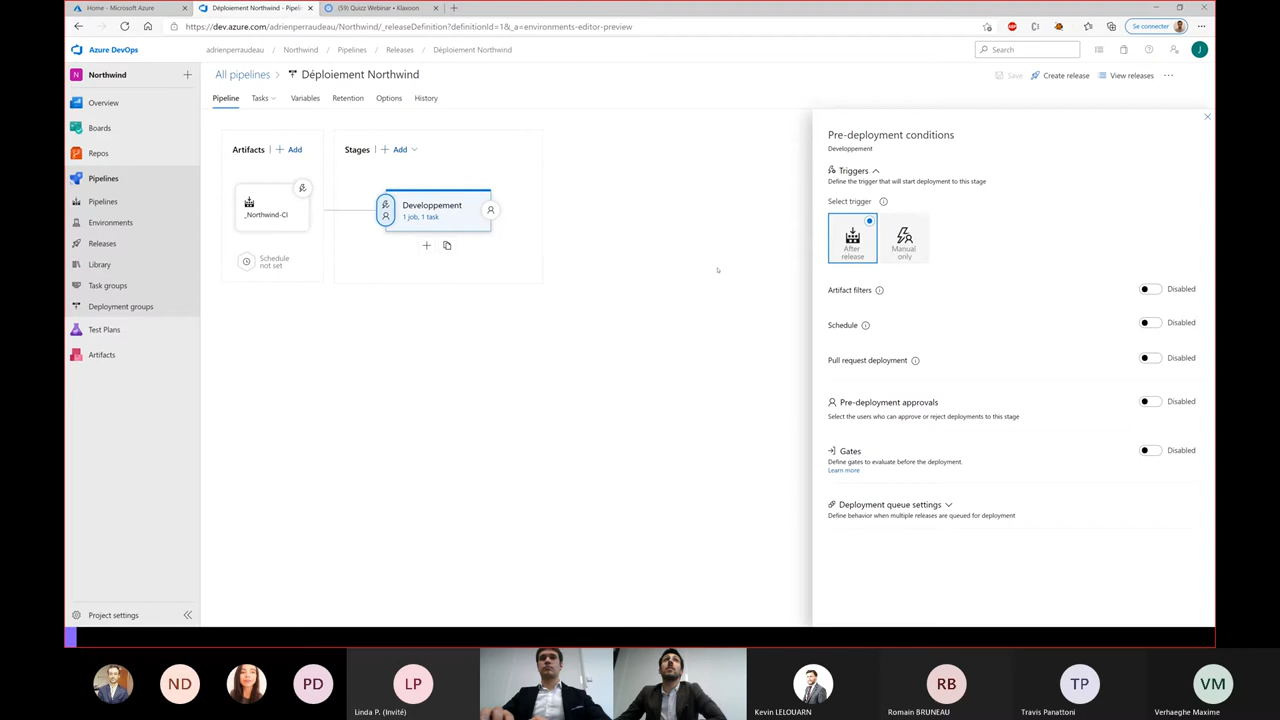 Home - Microsoft Azure
Déploiement Northwind - Pipelin
(59) Quizz Webinar • Klaxoon
https://dev.azure.com/adrienperraudeau/Northwind/_releaseDefinition?definitionId=1&_a=environments-editor-preview
Se connecter
Azure DevOps
adrienperraudeau
Northwind
Pipelines
Releases
Déploiement Northwind
Search
J
N
Northwind
All pipelines
Déploiement Northwind
Save
Create release
View releases
Pipeline
Tasks
Variables
Retention
Options
History
Overview
Boards
Repos
Pipelines
Pipelines
Environments
Releases
Library
Task groups
Deployment groups
Test Plans
Artifacts
Project settings
Artifacts
Add
_Northwind-CI
Schedule
not set
Stages
Add
Developpement
1 job, 1 task
Pre-deployment conditions
Developpement
Triggers
Define the trigger that will start deployment to this stage
Select trigger
After
release
Manual
only
Artifact filters
Disabled
Schedule
Disabled
Pull request deployment
Disabled
Pre-deployment approvals
Disabled
Select the users who can approve or reject deployments to this stage
Gates
Disabled
Define gates to evaluate before the deployment.
Learn more
Deployment queue settings
Define behavior when multiple releases are queued for deployment
ND
PD
LP
RB
TP
VM
Linda P. (Invité)
Kevin LELOUARN
Romain BRUNEAU
Travis Panattoni
Verhaeghe Maxime